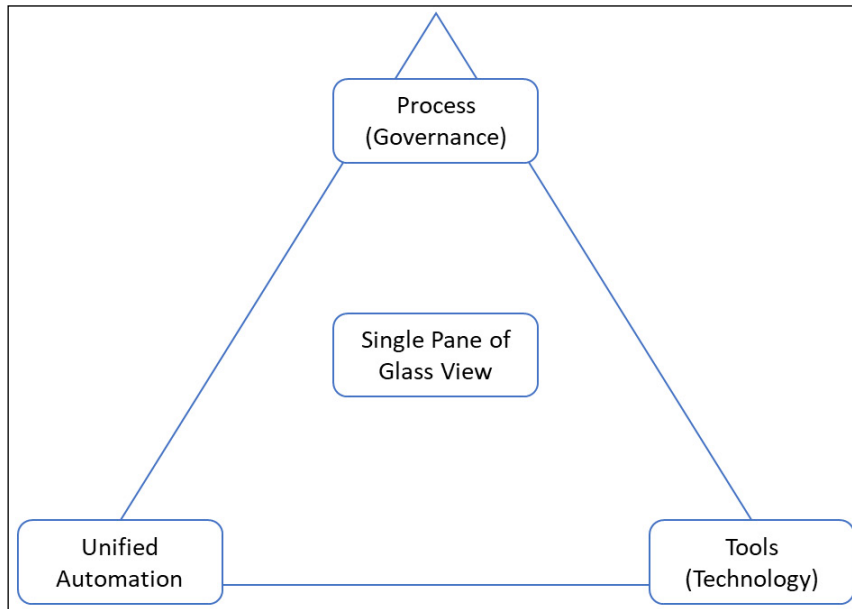 Process
(Governance)
Single Pane of
Glass View
Unified
Automation
Tools
(Technology)